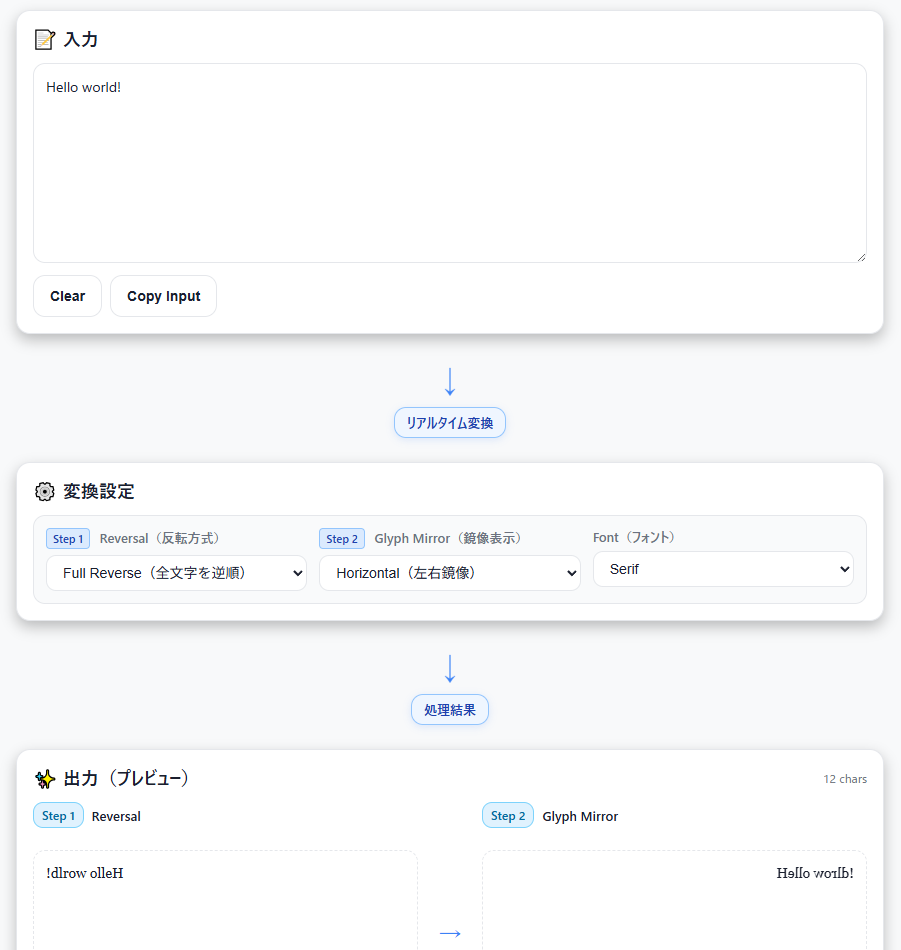 📝 入力
Hello world!
Clear
Copy Input
↓
リアルタイム変換
⚙ 変換設定
Step 1 Reversal（反転方式）
Full Reverse（全文字を逆順）
Step 2 Glyph Mirror（鏡像表示）
Horizontal（左右鏡像）
Font（フォント）
Serif
↓
処理結果
✨ 出力（プレビュー）
12 chars
Step 1 Reversal
!dlrow olleH
→
Step 2 Glyph Mirror
Hɘllo woɿlb!